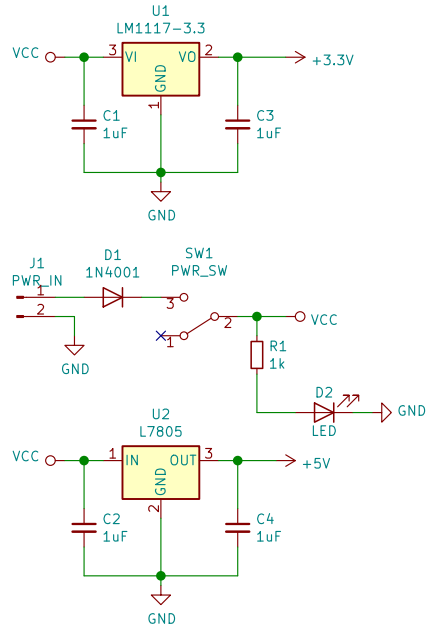 U1
LM1117-3.3
VCC
3
VI
VO
2
GND
1
+3.3V
C1
1uF
C3
1uF
GND
J1
PWR_IN
1
2
GND
D1
1N4001
SW1
PWR_SW
3
1
2
VCC
R1
1k
D2
LED
GND
U2
L7805
VCC
1
IN
OUT
3
GND
2
+5V
C2
1uF
C4
1uF
GND